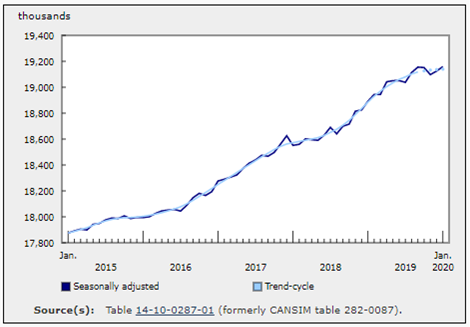 thousands
19,400
19,200
19,000
18,800
18,600
18,400
18,200
18,000
17,800
Jan. Jan.
2015 2016 2017 2018 2019 2020
Seasonally adjusted Trend-cycle
Source(s): Table 14-10-0287-01 (formerly CANSIM table 282-0087).